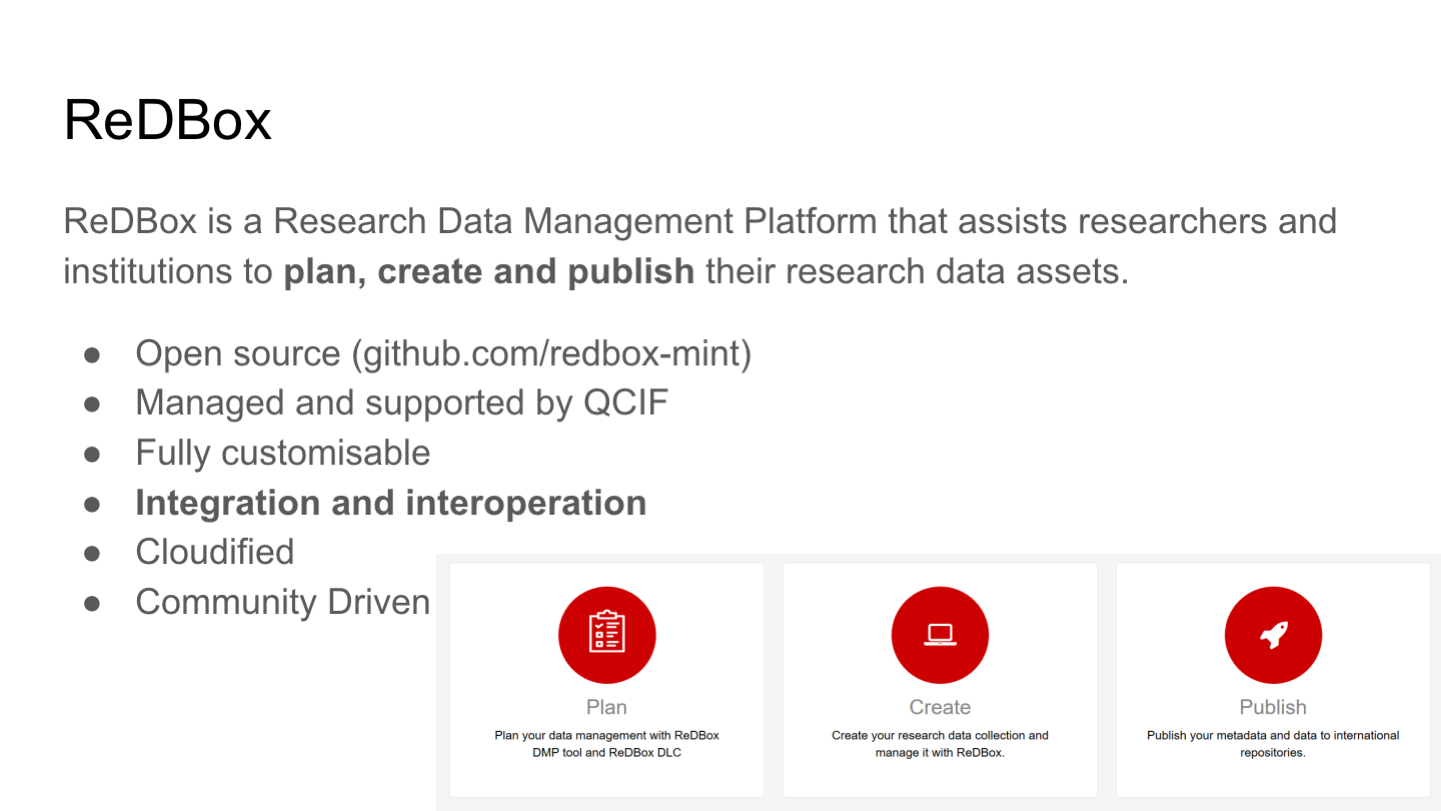 ReDBox
ReDBox is a Research Data Management Platform that assists researchers and
institutions to plan, create and publish their research data assets.
● Open source (github.com/redbox-mint)
● Managed and supported by QCIF
● Fully customisable
● Integration and interoperation
● Cloudified
● Community Driven
Plan
Plan your data management with ReDBox
DMP tool and ReDBox DLC
Create
Create your research data collection and
manage it with ReDBox.
Publish
Publish your metadata and data to international
repositories.